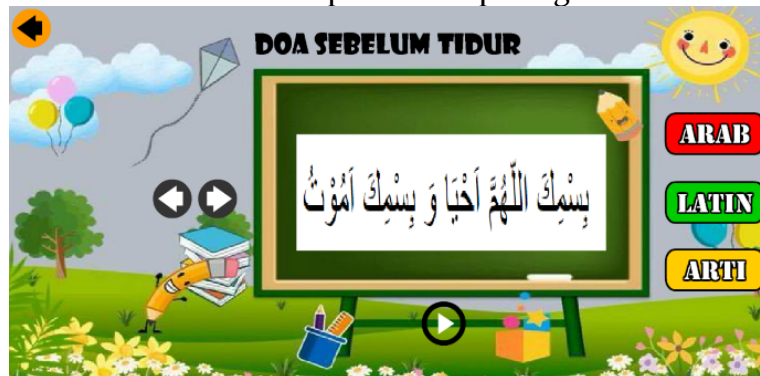 DOA SEBELUM TIDUR
بِسْمِكَ اللّهُمَّ اَحْيَا وَ بِسْمِكَ اَمُوْتُ
ARAB
LATIN
ARTI